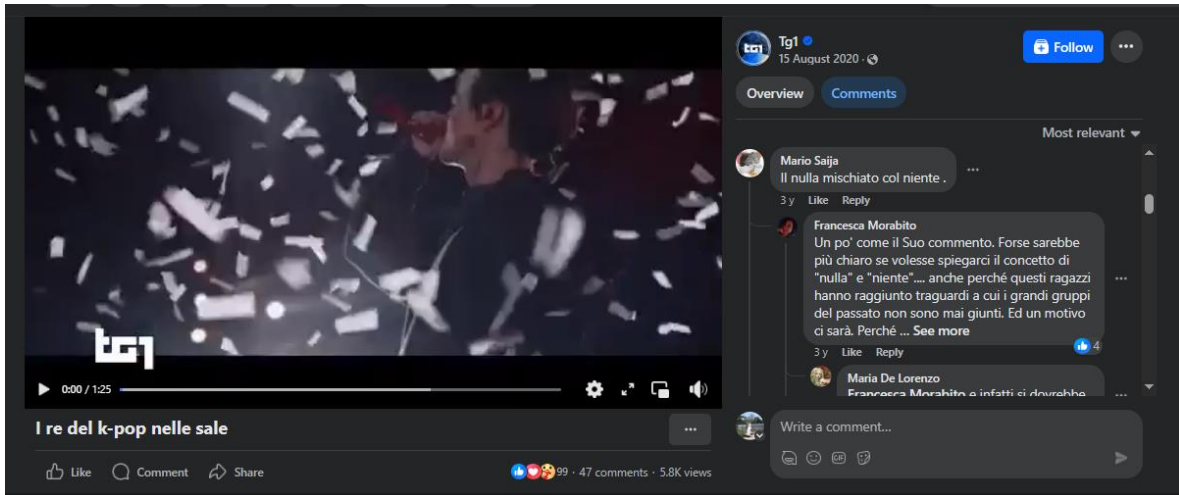 tg1
0:00 / 1:25
I re del k-pop nelle sale
Like
Comment
Share
99 · 47 comments · 5.8K views
tg1
Tg1
15 August 2020 ·
Follow
Overview
Comments
Most relevant
Mario Saija
Il nulla mischiato col niente .
3 y Like Reply
Francesca Morabito
Un po' come il Suo commento. Forse sarebbe
più chiaro se volesse spiegarci il concetto di
"nulla" e "niente".... anche perché questi ragazzi
hanno raggiunto traguardi a cui i grandi gruppi
del passato non sono mai giunti. Ed un motivo
ci sarà. Perché ... See more
4
3 y Like Reply
Maria De Lorenzo
Francesca Morabito e infatti si dovrebbe
Write a comment...
GIF